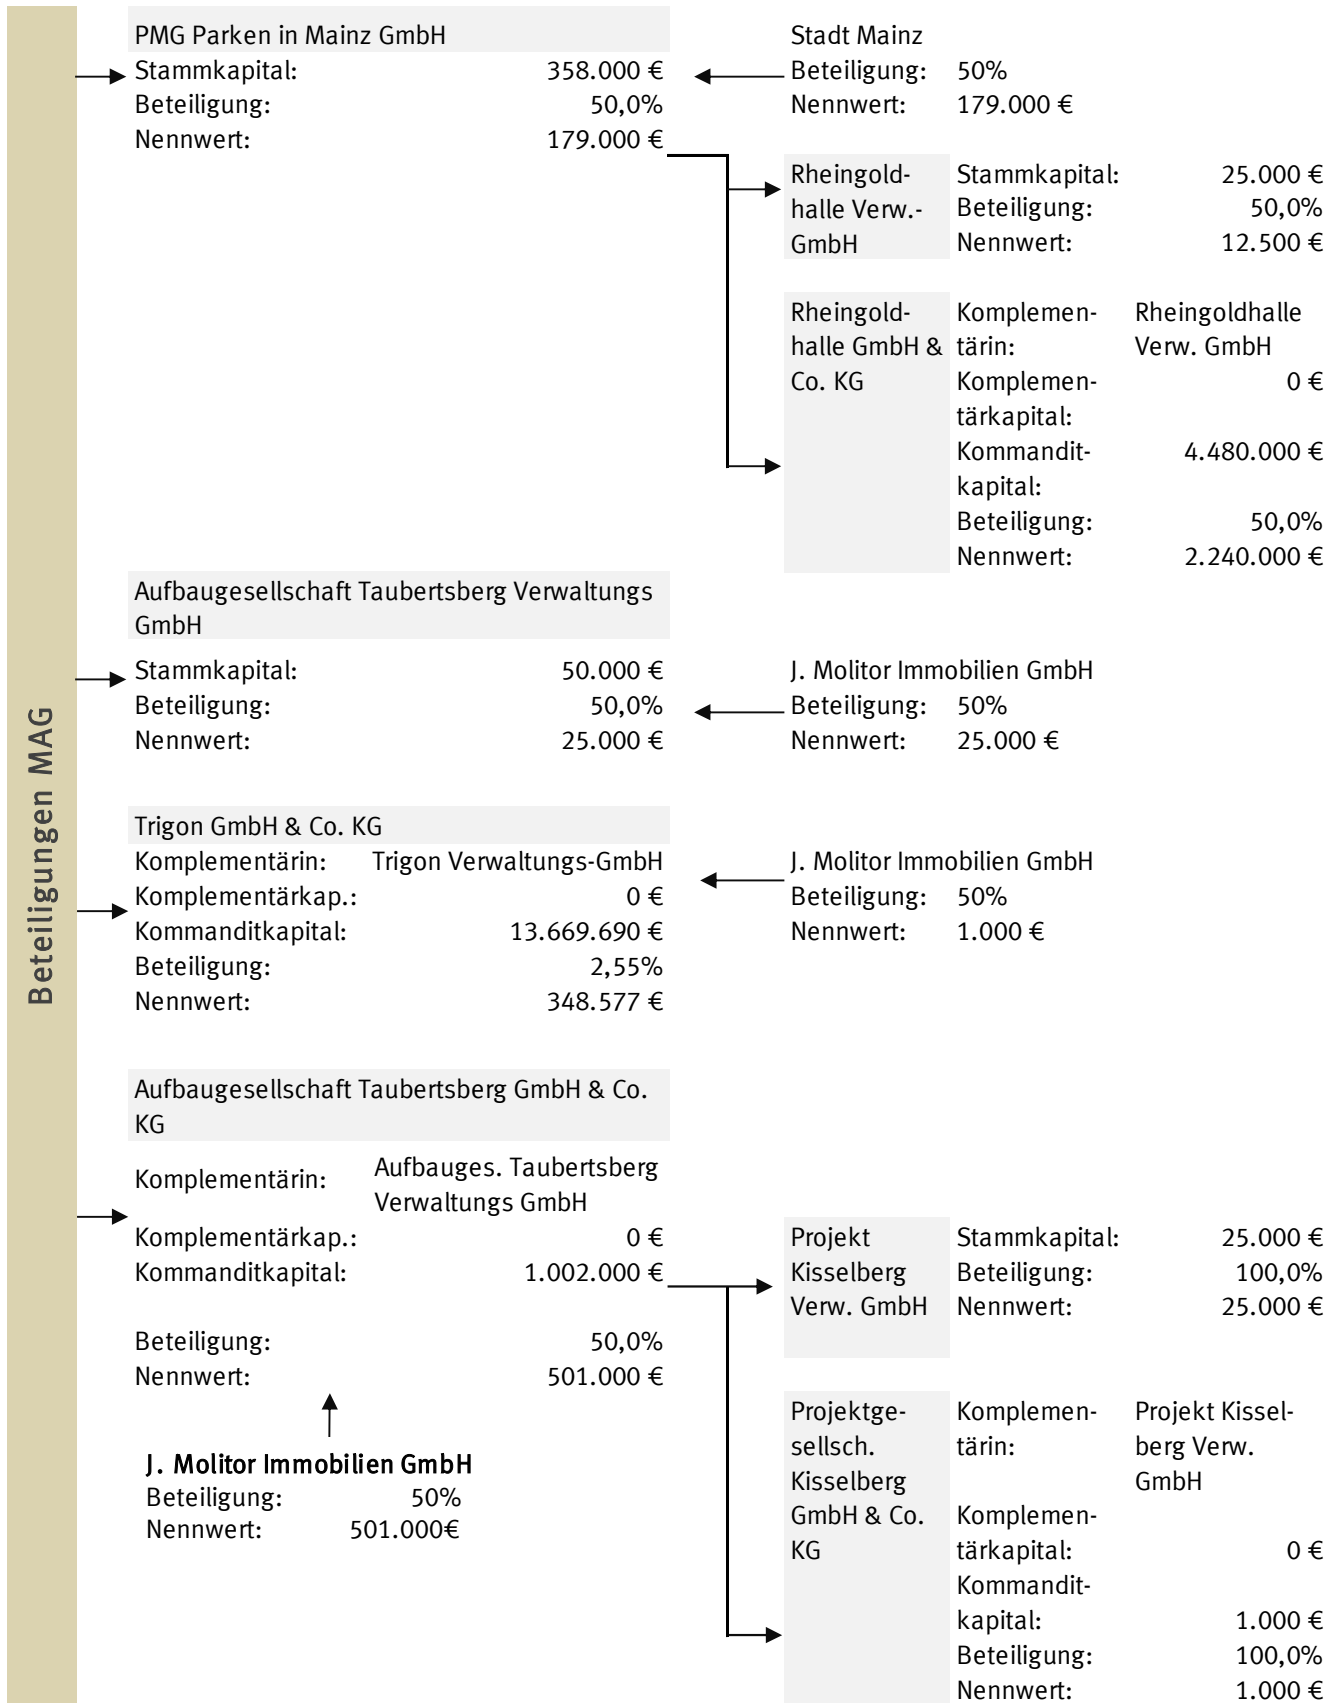 Beteiligungen MAG
PMG Parken in Mainz GmbH
Stammkapital: 358.000 €
Beteiligung: 50,0%
Nennwert: 179.000 €
Stadt Mainz
Beteiligung: 50%
Nennwert: 179.000 €
Rheingold-
halle Verw.-
GmbH
Stammkapital: 25.000 €
Beteiligung: 50,0%
Nennwert: 12.500 €
Rheingold-
halle GmbH &
Co. KG
Komplemen-
tärin:
Rheingoldhalle
Verw. GmbH
Komplemen-
tärkapital:
0 €
Kommandit-
kapital:
4.480.000 €
Beteiligung: 50,0%
Nennwert: 2.240.000 €
Aufbaugesellschaft Taubertsberg Verwaltungs
GmbH
Stammkapital: 50.000 €
Beteiligung: 50,0%
Nennwert: 25.000 €
J. Molitor Immobilien GmbH
Beteiligung: 50%
Nennwert: 25.000 €
Trigon GmbH & Co. KG
Komplementärin: Trigon Verwaltungs-GmbH
Komplementärkap.: 0 €
Kommanditkapital: 13.669.690 €
Beteiligung: 2,55%
Nennwert: 348.577 €
J. Molitor Immobilien GmbH
Beteiligung: 50%
Nennwert: 1.000 €
Aufbaugesellschaft Taubertsberg GmbH & Co.
KG
Komplementärin:
Aufbauges. Taubertsberg
Verwaltungs GmbH
Komplementärkap.: 0 €
Kommanditkapital: 1.002.000 €
Beteiligung: 50,0%
Nennwert: 501.000 €
J. Molitor Immobilien GmbH
Beteiligung: 50%
Nennwert: 501.000€
Projekt
Kisselberg
Verw. GmbH
Stammkapital: 25.000 €
Beteiligung: 100,0%
Nennwert: 25.000 €
Projektge-
sellsch.
Kisselberg
GmbH & Co.
KG
Komplemen-
tärin:
Projekt Kissel-
berg Verw.
GmbH
Komplemen-
tärkapital: 0 €
Kommandit-
kapital: 1.000 €
Beteiligung: 100,0%
Nennwert: 1.000 €